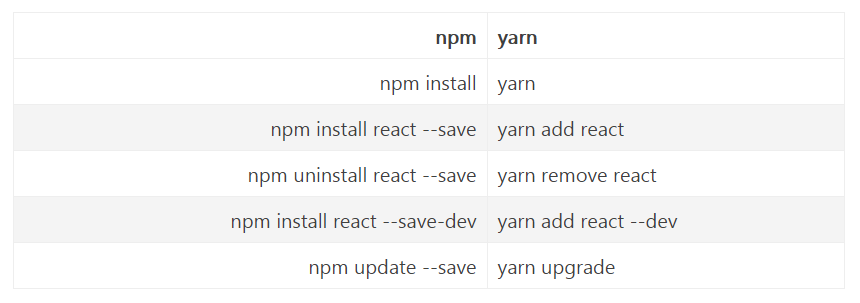 npm yarn
npm install yarn
npm install react --save yarn add react
npm uninstall react --save yarn remove react
npm install react --save-dev yarn add react --dev
npm update --save yarn upgrade